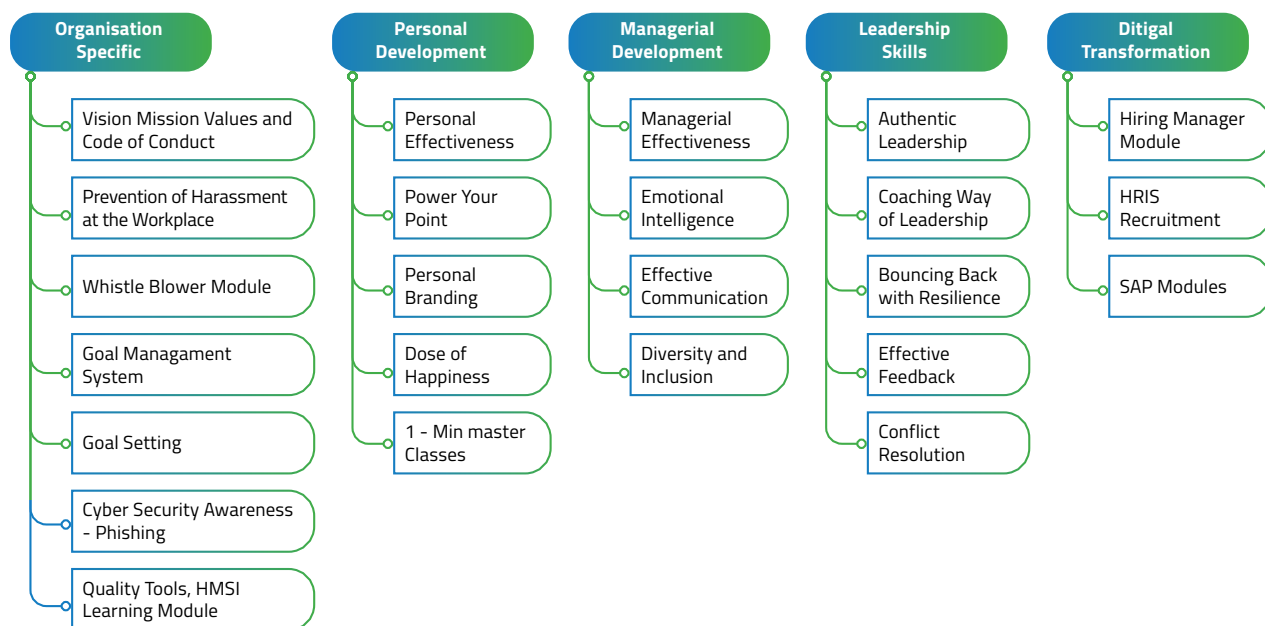 Organisation
Specific
Vision Mission Values and
Code of Conduct
Prevention of Harassment
at the Workplace
Whistle Blower Module
Goal Managament
System
Goal Setting
Cyber Security Awareness
- Phishing
Quality Tools, HMSI
Learning Module
Personal
Development
Personal
Effectiveness
Power Your
Point
Personal
Branding
Dose of
Happiness
1 - Min master
Classes
Managerial
Development
Managerial
Effectiveness
Emotional
Intelligence
Effective
Communication
Diversity and
Inclusion
Leadership
Skills
Authentic
Leadership
Coaching Way
of Leadership
Bouncing Back
with Resilience
Effective
Feedback
Conflict
Resolution
Ditigal
Transformation
Hiring Manager
Module
HRIS
Recruitment
SAP Modules